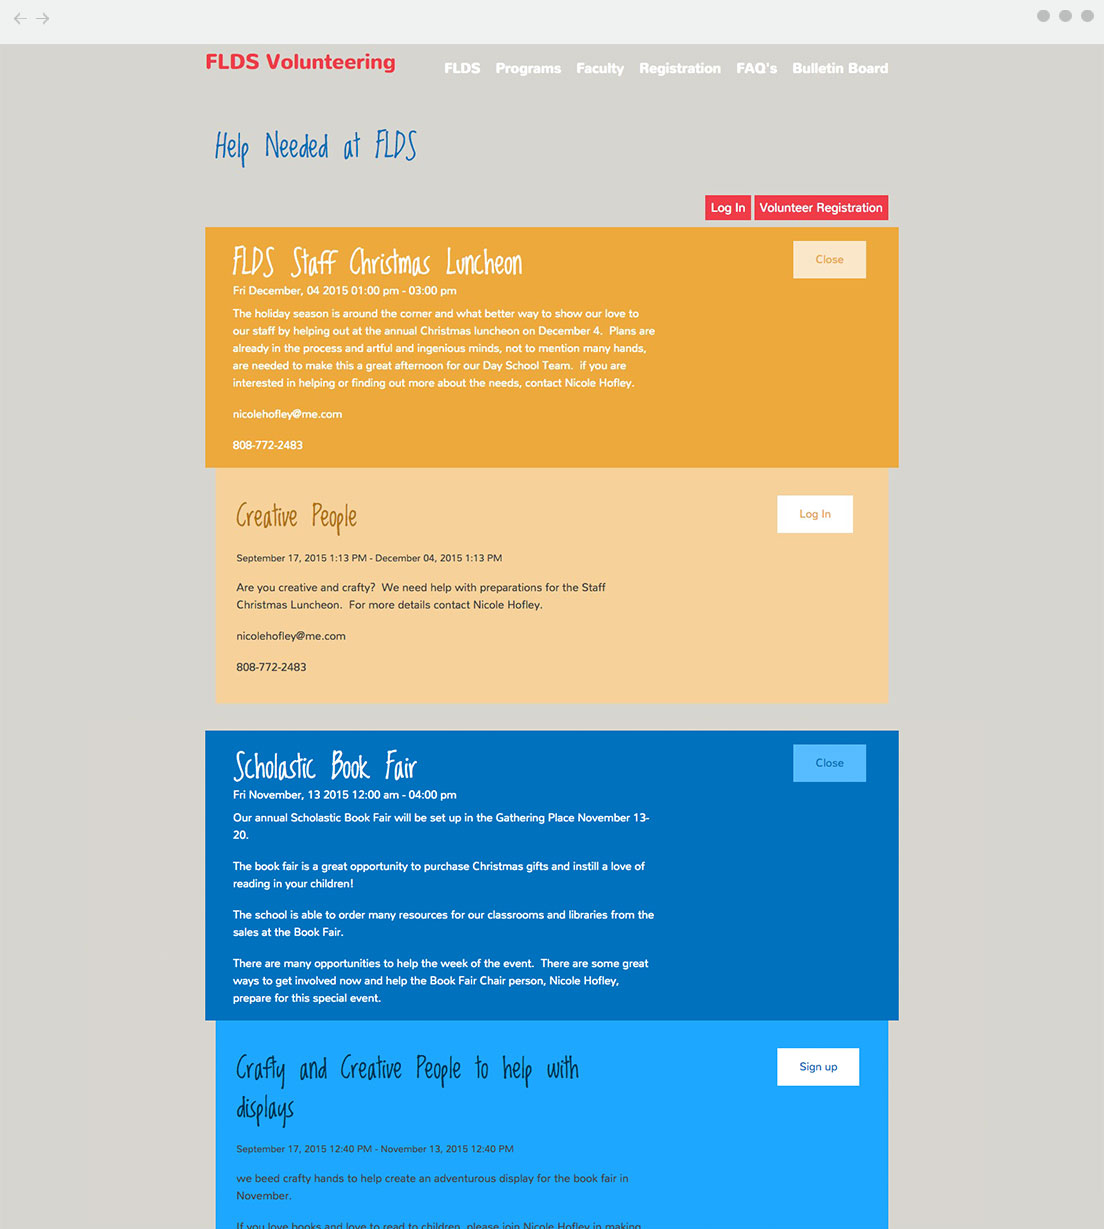 FLDS Volunteering
FLDS Programs Faculty Registration FAQ's Bulletin Board
Help Needed at FLDS
Log In Volunteer Registration
FLDS Staff Christmas Luncheon
Close
Fri December, 04 2015 01:00 pm - 03:00 pm
The holiday season is around the corner and what better way to show our love to
our staff by helping out at the annual Christmas luncheon on December 4. Plans are
already in the process and artful and ingenious minds, not to mention many hands,
are needed to make this a great afternoon for our Day School Team. if you are
interested in helping or finding out more about the needs, contact Nicole Hofley.
nicolehofley@me.com
808-772-2483
Creative People
Log In
September 17, 2015 1:13 PM - December 04, 2015 1:13 PM
Are you creative and crafty? We need help with preparations for the Staff
Christmas Luncheon. For more details contact Nicole Hofley.
nicolehofley@me.com
808-772-2483
Scholastic Book Fair
Close
Fri November, 13 2015 12:00 am - 04:00 pm
Our annual Scholastic Book Fair will be set up in the Gathering Place November 13-
20.
The book fair is a great opportunity to purchase Christmas gifts and instill a love of
reading in your children!
The school is able to order many resources for our classrooms and libraries from the
sales at the Book Fair.
There are many opportunities to help the week of the event. There are some great
ways to get involved now and help the Book Fair Chair person, Nicole Hofley,
prepare for this special event.
Crafty and Creative People to help with
displays
Sign up
September 17, 2015 12:40 PM - November 13, 2015 12:40 PM
we beed crafty hands to help create an adventurous display for the book fair in
November.
If you love books and love to read to children, please join Nicole Hofley in making